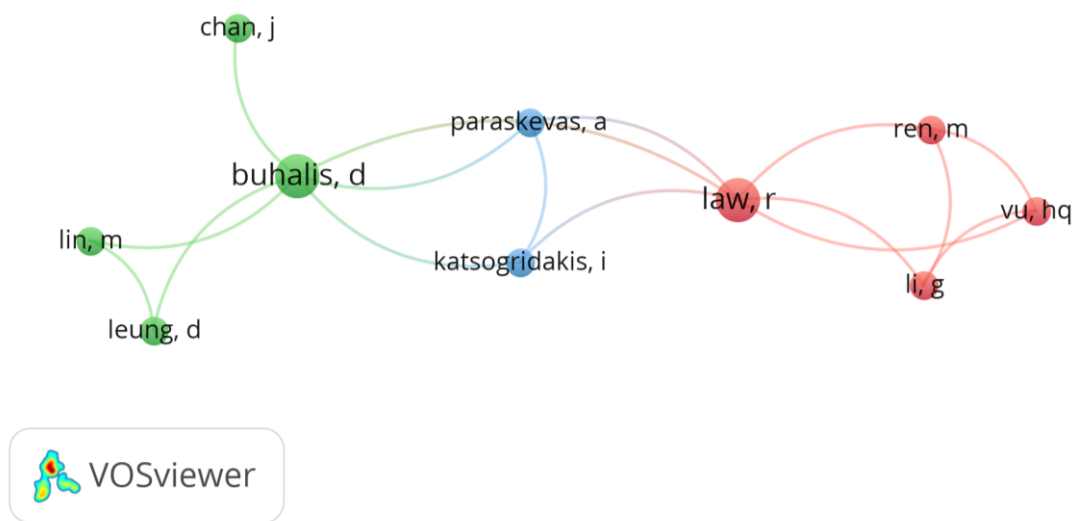 chan, j
paraskevas, a
ren, m
buhalis, d
law, r
vu, hq
lin, m
katsogridakis, i
li, g
leung, d
VOSviewer